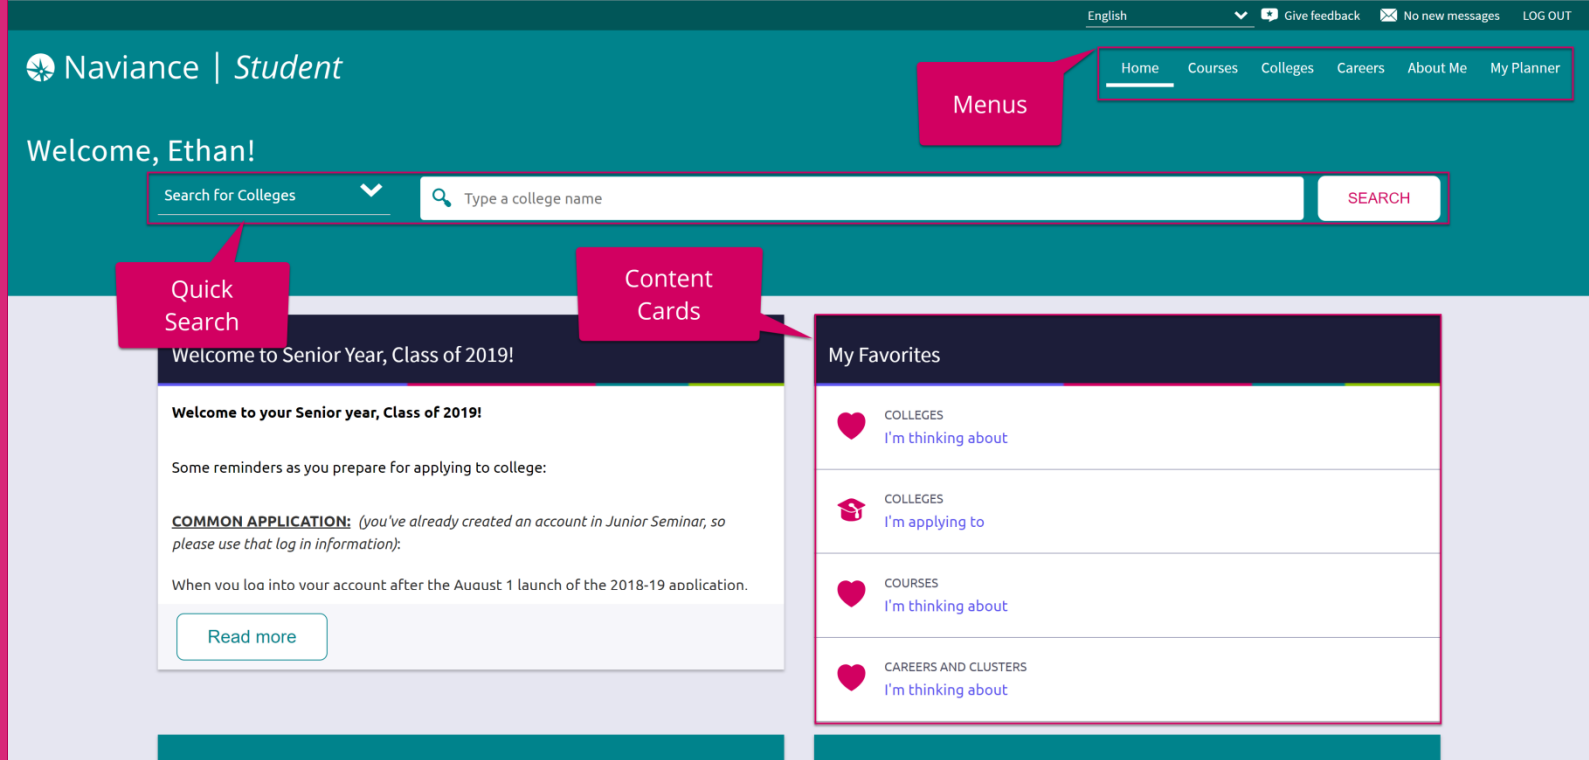 English
Give feedback
No new messages
LOG OUT
Naviance | Student
Home Courses Colleges Careers About Me My Planner
Menus
Welcome, Ethan!
Search for Colleges
Type a college name
SEARCH
Quick
Search
Content
Cards
Welcome to Senior Year, Class of 2019!
Welcome to your Senior year, Class of 2019!
Some reminders as you prepare for applying to college:
COMMON APPLICATION: (you've already created an account in Junior Seminar, so
please use that log in information):
When you log into your account after the August 1 launch of the 2018-19 application,
Read more
My Favorites
COLLEGES
I'm thinking about
COLLEGES
I'm applying to
COURSES
I'm thinking about
CAREERS AND CLUSTERS
I'm thinking about